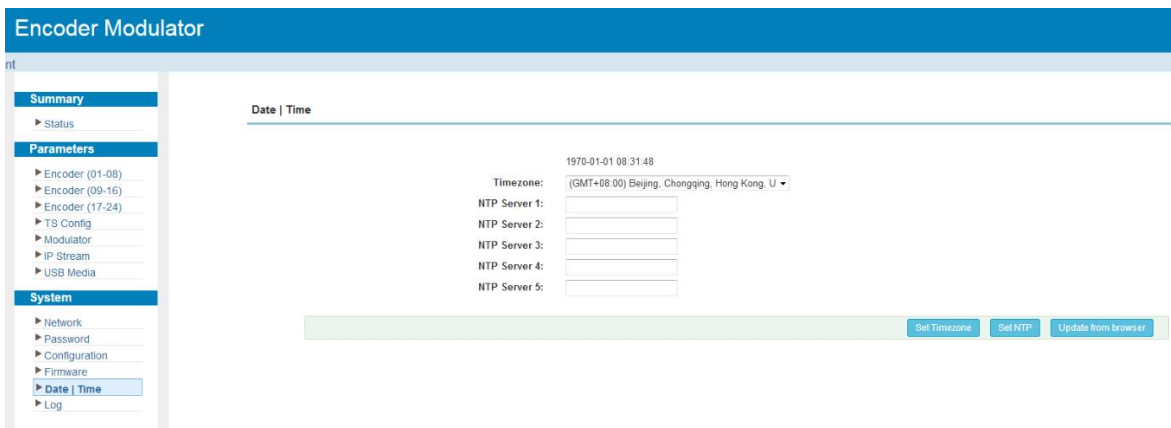 Encoder Modulator
nt
Summary
Status
Parameters
Encoder (01-08)
Encoder (09-16)
Encoder (17-24)
TS Config
Modulator
IP Stream
USB Media
System
Network
Password
Configuration
Firmware
Date | Time
Log
Date | Time
1970-01-01 08:31:48
Timezone: (GMT+08:00) Beijing, Chongqing, Hong Kong, U
NTP Server 1:
NTP Server 2:
NTP Server 3:
NTP Server 4:
NTP Server 5:
Set Timezone Set NTP Update from browser